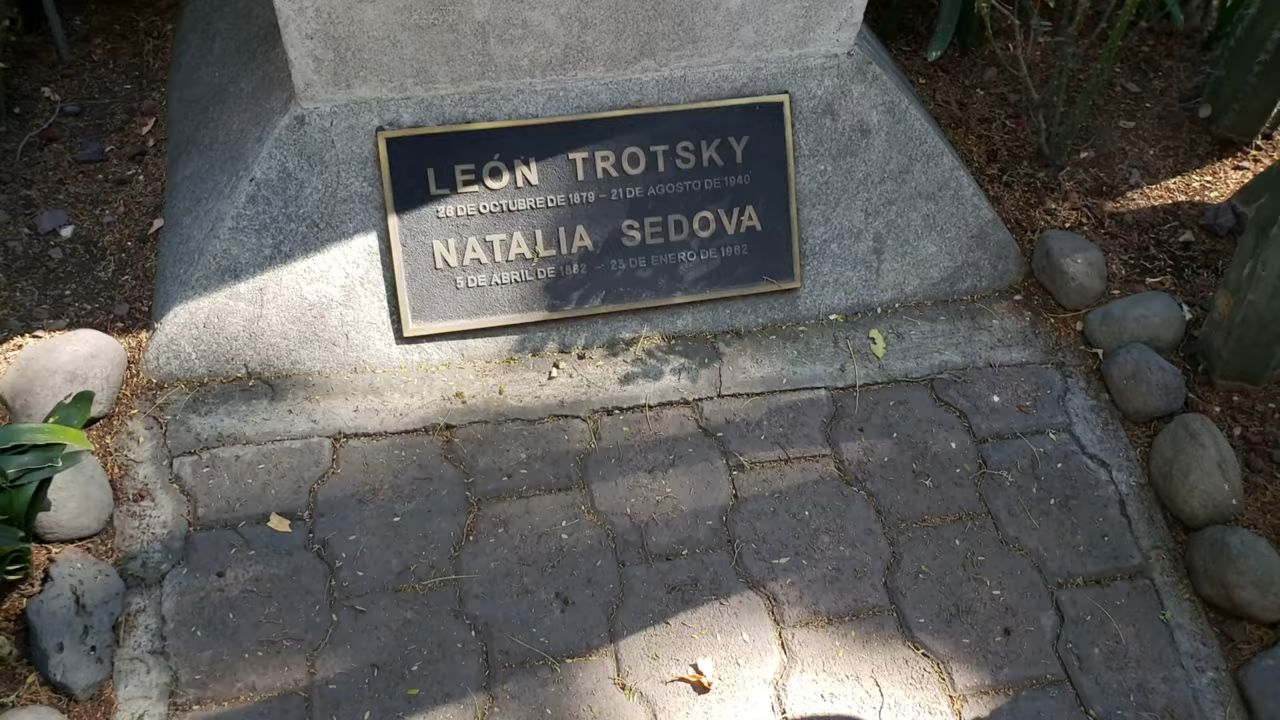 LEÓN TROTSKY
26 DE OCTUBRE DE 1879 - 21 DE AGOSTO DE 1940
NATALIA SEDOVA
5 DE ABRIL DE 1882 - 23 DE ENERO DE 1962